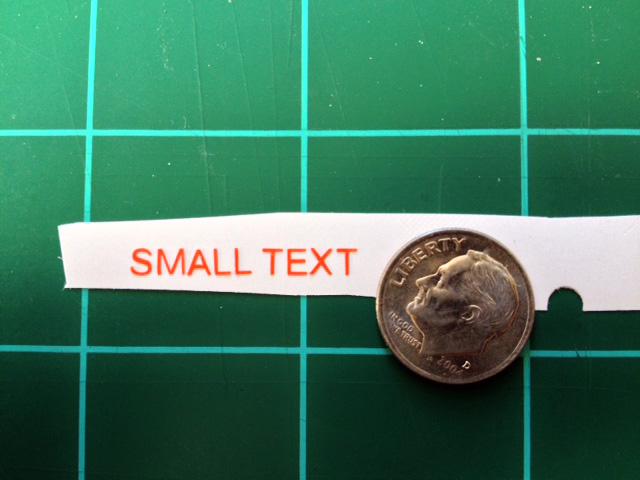 SMALL TEXT
LIBERTY
IN GOD
WE TRUST
D